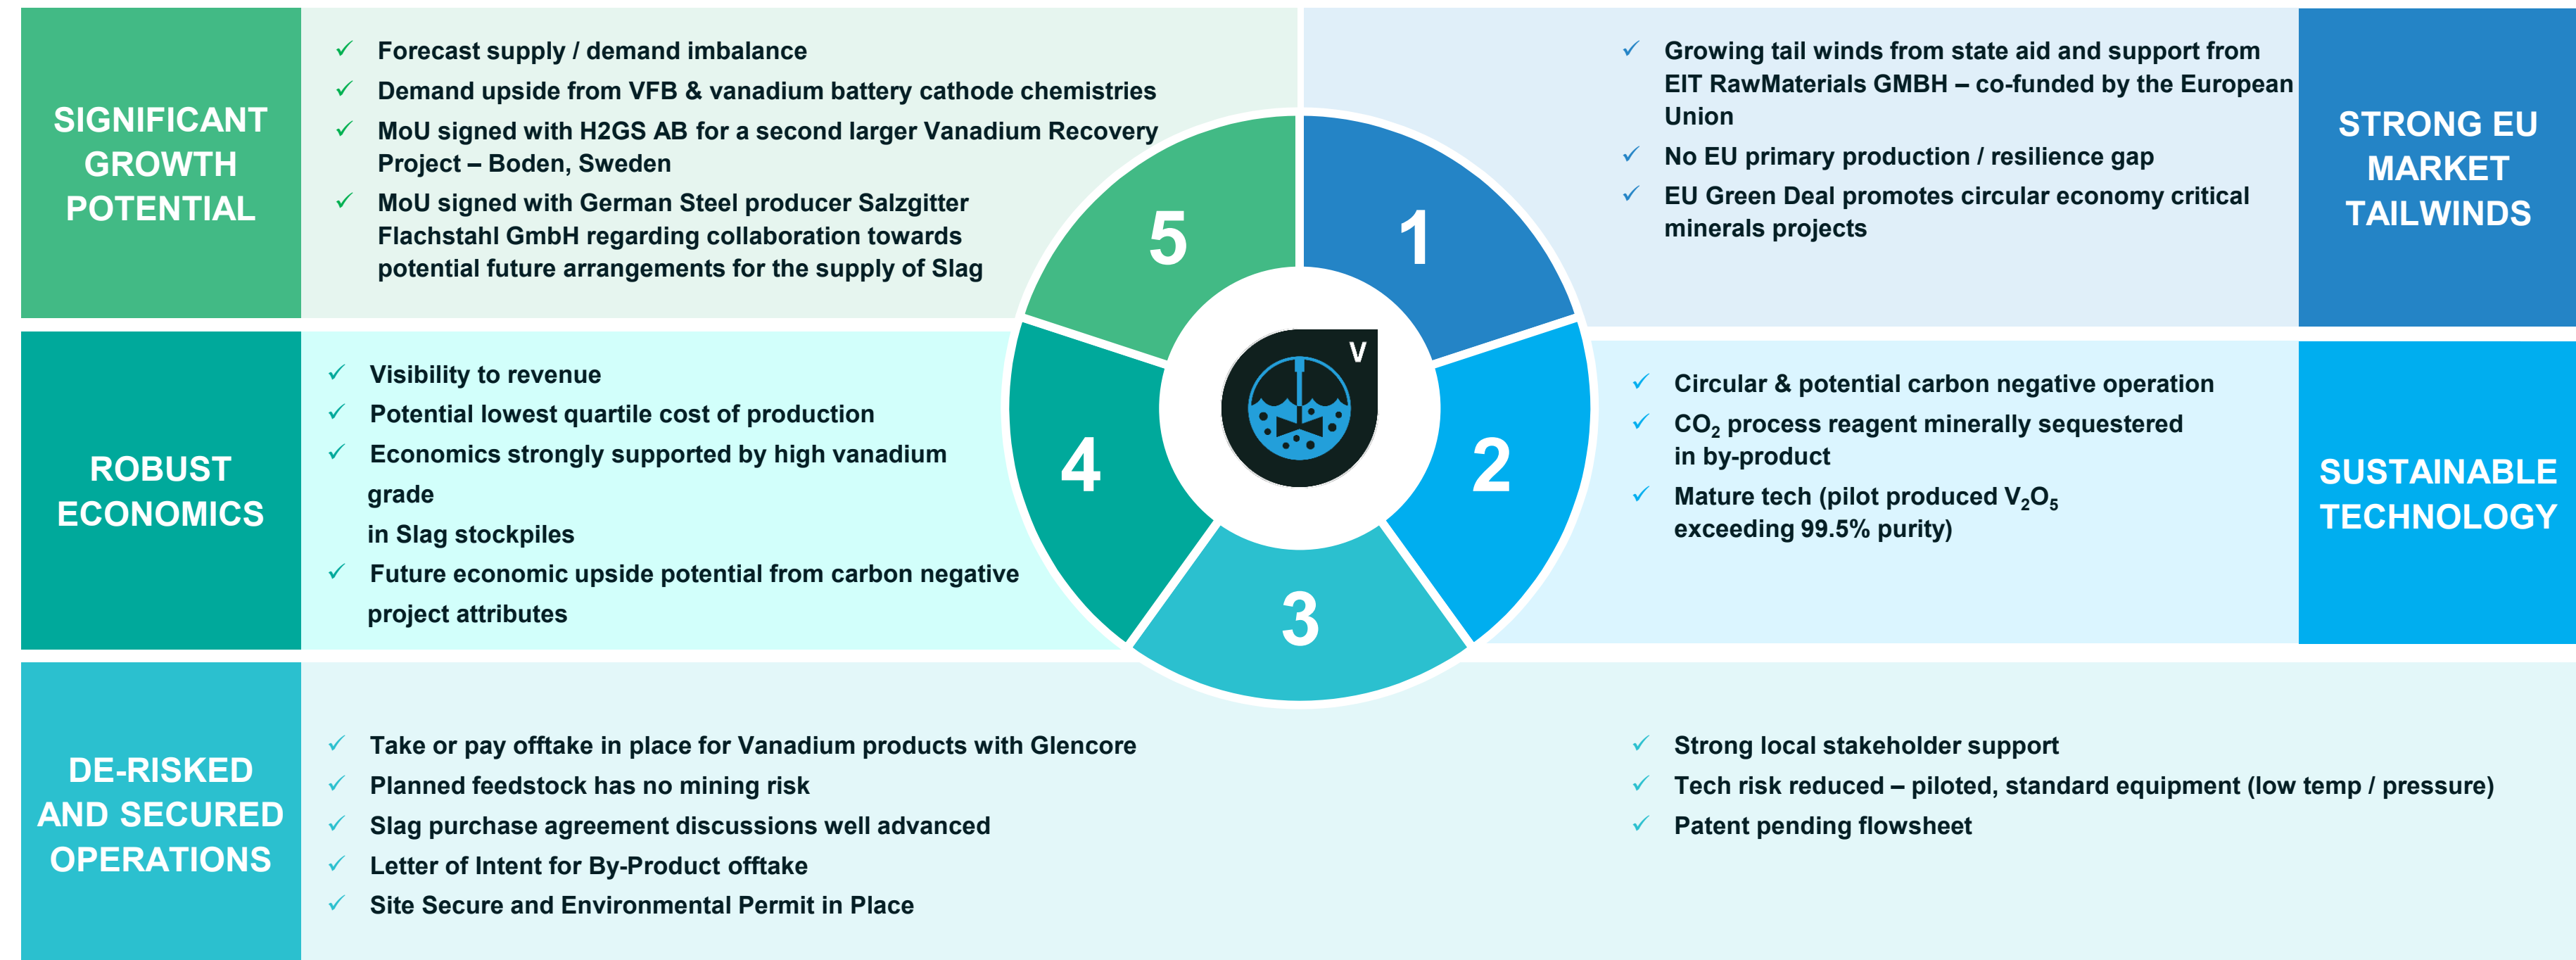 SIGNIFICANT
GROWTH
POTENTIAL
✓ Forecast supply / demand imbalance
✓ Demand upside from VFB & vanadium battery cathode chemistries
✓ MoU signed with H2GS AB for a second larger Vanadium Recovery
Project – Boden, Sweden
✓ MoU signed with German Steel producer Salzgitter
Flachstahl GmbH regarding collaboration towards
potential future arrangements for the supply of Slag
5
1
✓ Growing tail winds from state aid and support from
EIT RawMaterials GMBH – co-funded by the European
Union
✓ No EU primary production / resilience gap
✓ EU Green Deal promotes circular economy critical
minerals projects
STRONG EU
MARKET
TAILWINDS
V
ROBUST
ECONOMICS
✓ Visibility to revenue
✓ Potential lowest quartile cost of production
✓ Economics strongly supported by high vanadium
grade
in Slag stockpiles
✓ Future economic upside potential from carbon negative
project attributes
4
2
✓ Circular & potential carbon negative operation
✓ CO₂ process reagent minerally sequestered
in by-product
✓ Mature tech (pilot produced V₂O₅
exceeding 99.5% purity)
SUSTAINABLE
TECHNOLOGY
3
DE-RISKED
AND SECURED
OPERATIONS
✓ Take or pay offtake in place for Vanadium products with Glencore
✓ Planned feedstock has no mining risk
✓ Slag purchase agreement discussions well advanced
✓ Letter of Intent for By-Product offtake
✓ Site Secure and Environmental Permit in Place
✓ Strong local stakeholder support
✓ Tech risk reduced – piloted, standard equipment (low temp / pressure)
✓ Patent pending flowsheet